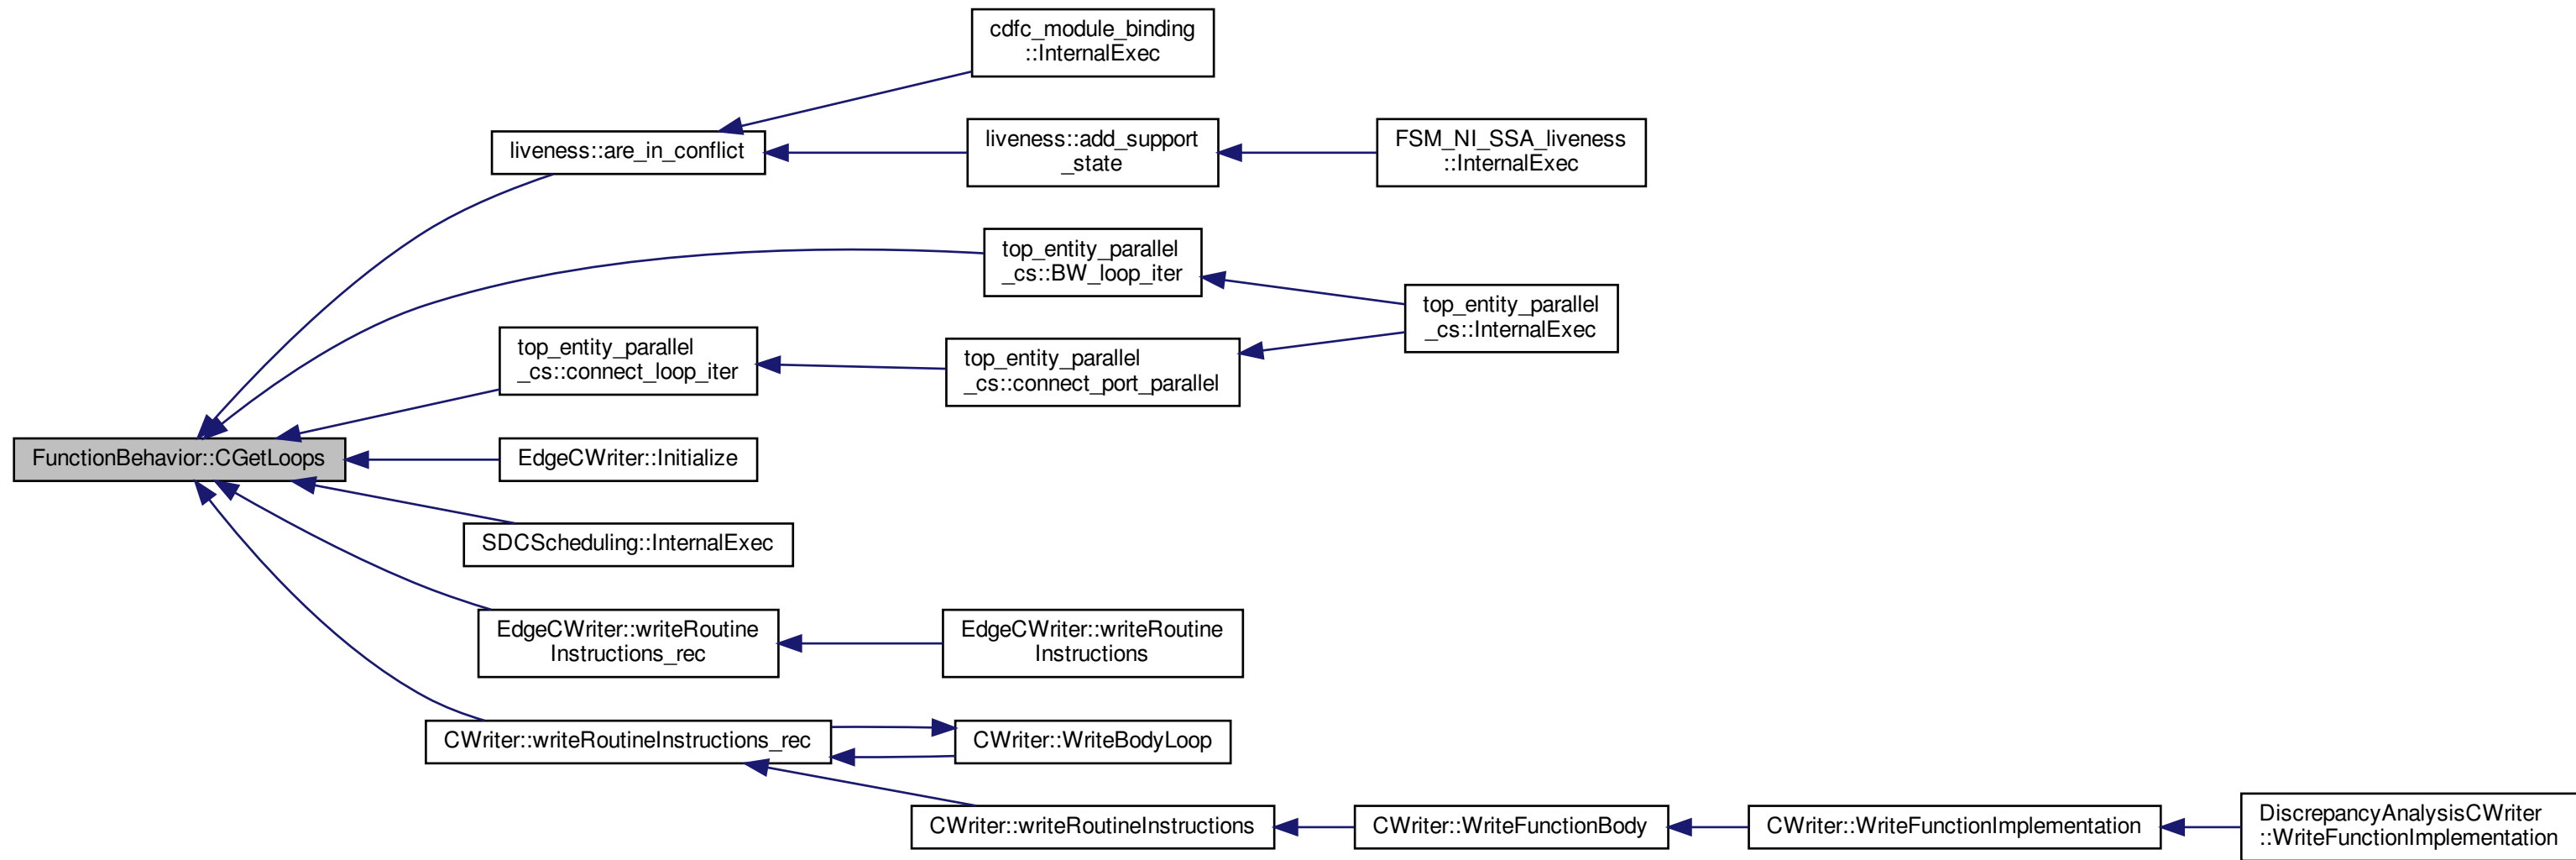 cdfc_module_binding
::InternalExec
liveness::are_in_conflict
liveness::add_support
_state
FSM_NI_SSA_liveness
::InternalExec
top_entity_parallel
_cs::BW_loop_iter
top_entity_parallel
_cs::InternalExec
top_entity_parallel
_cs::connect_loop_iter
top_entity_parallel
_cs::connect_port_parallel
FunctionBehavior::CGetLoops
EdgeCWriter::Initialize
SDCScheduling::InternalExec
EdgeCWriter::writeRoutine
Instructions_rec
EdgeCWriter::writeRoutine
Instructions
CWriter::writeRoutineInstructions_rec
CWriter::WriteBodyLoop
CWriter::writeRoutineInstructions
CWriter::WriteFunctionBody
CWriter::WriteFunctionImplementation
DiscrepancyAnalysisCWriter
::WriteFunctionImplementation